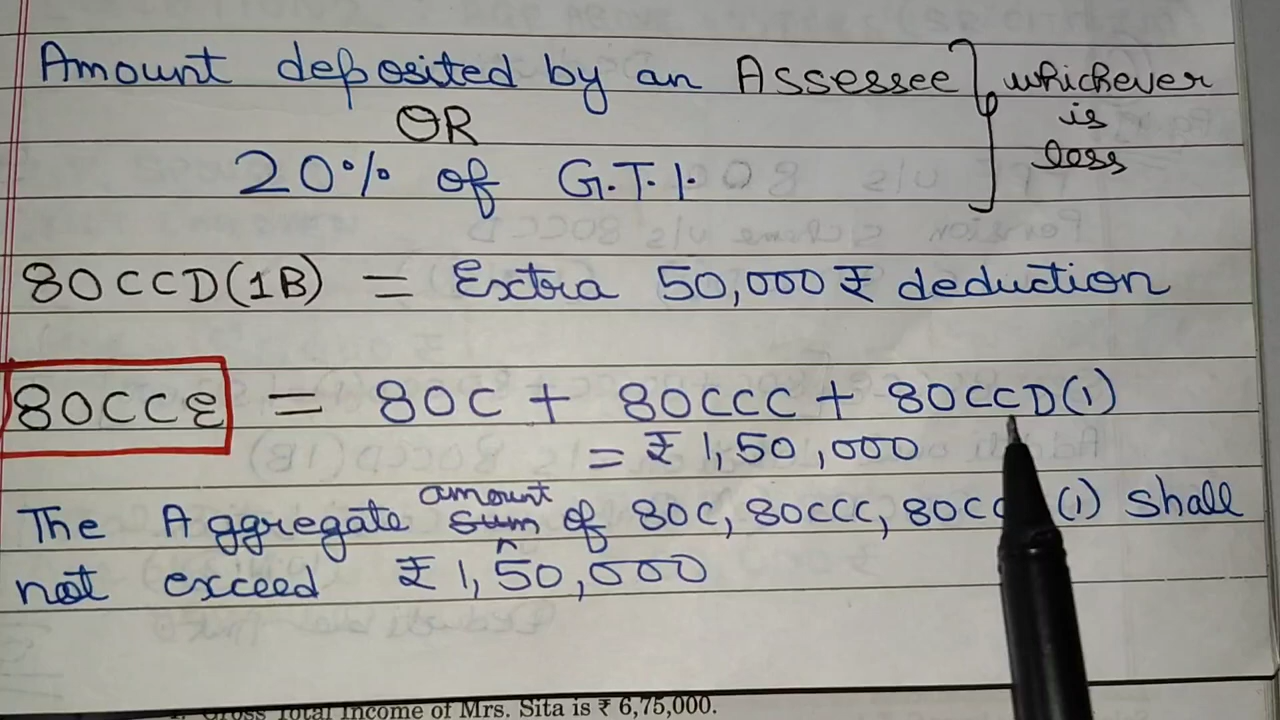 Amount deposited by an Assessee whichever
OR is
20% of G.T.I. less
80CCD(1B) = Extra 50,000 ₹ deduction
80CCE = 80C + 80CCC + 80CCD(1)
= ₹ 1,50,000
The Aggregate amount sum of 80C, 80CCC, 80CC (1) Shall
not exceed ₹ 1,50,000
Gross Total Income of Mrs. Sita is ₹ 6,75,000.